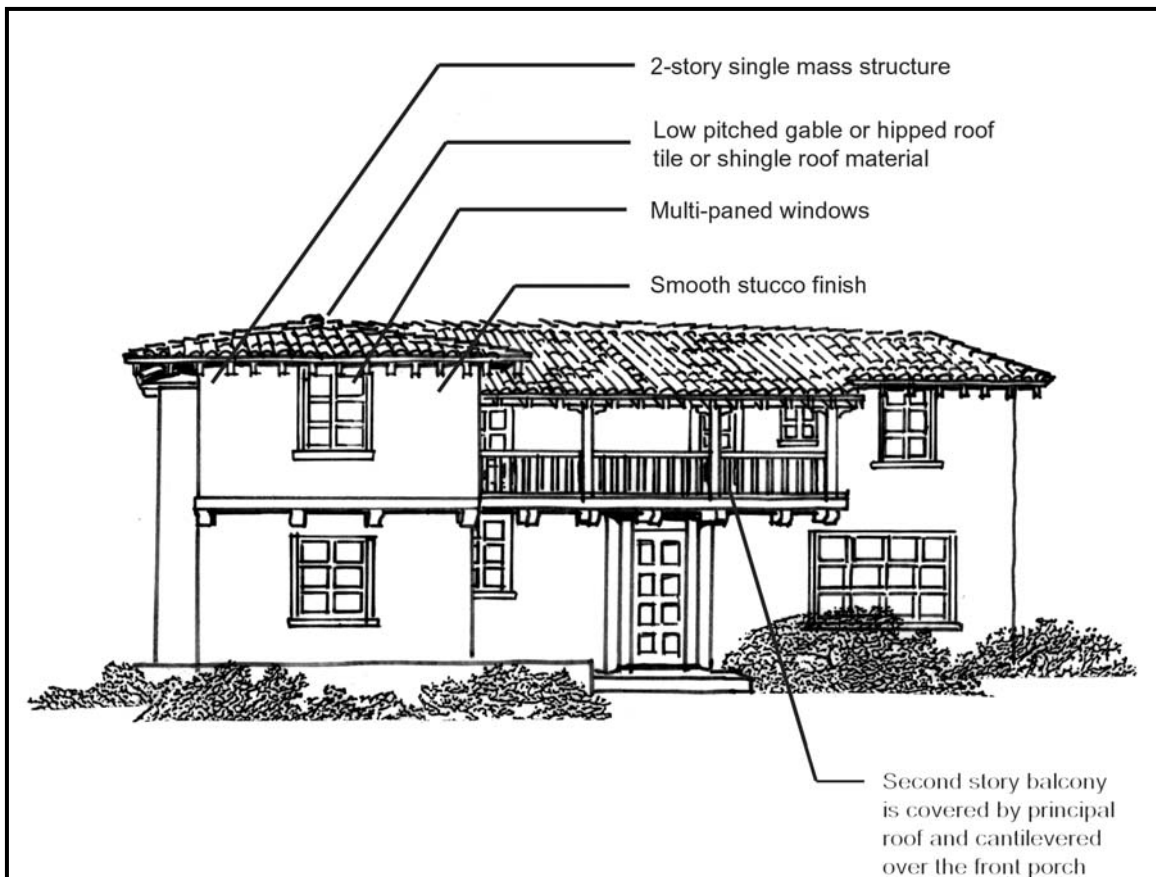 2-story single mass structure
Low pitched gable or hipped roof
tile or shingle roof material
Multi-paned windows
Smooth stucco finish
Second story balcony
is covered by principal
roof and cantilevered
over the front porch